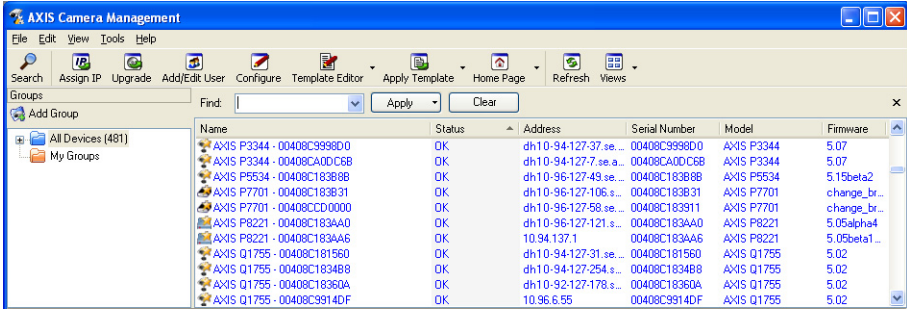 AXIS Camera Management
File Edit View Tools Help
Search Assign IP Upgrade Add/Edit User Configure Template Editor Apply Template Home Page Refresh Views
Groups
Add Group
All Devices (481)
My Groups
Find: Apply Clear
Name Status Address Serial Number Model Firmware
AXIS P3344 - 00408C9998D0 OK dh10-94-127-37.se.... 00408C9998D0 AXIS P3344 5.07
AXIS P3344 - 00408CA0DC6B OK dh10-94-127-7.se.a... 00408CA0DC6B AXIS P3344 5.07
AXIS P5534 - 00408C183B8B OK dh10-96-127-49.se.... 00408C183B8B AXIS P5534 5.15beta2
AXIS P7701 - 00408C183B31 OK dh10-96-127-106.s... 00408C183B31 AXIS P7701 change_br...
AXIS P7701 - 00408CCD0000 OK dh10-96-127-58.se.... 00408C183911 AXIS P7701 change_br...
AXIS P8221 - 00408C183AA0 OK dh10-96-127-121.s... 00408C183AA0 AXIS P8221 5.05alpha4
AXIS P8221 - 00408C183AA6 OK 10.94.137.1 00408C183AA6 AXIS P8221 5.05beta1...
AXIS Q1755 - 00408C181560 OK dh10-94-127-31.se.... 00408C181560 AXIS Q1755 5.02
AXIS Q1755 - 00408C1834B8 OK dh10-94-127-254.s... 00408C1834B8 AXIS Q1755 5.02
AXIS Q1755 - 00408C18360A OK dh10-92-127-178.s... 00408C18360A AXIS Q1755 5.02
AXIS Q1755 - 00408C9914DF OK 10.96.6.55 00408C9914DF AXIS Q1755 5.02